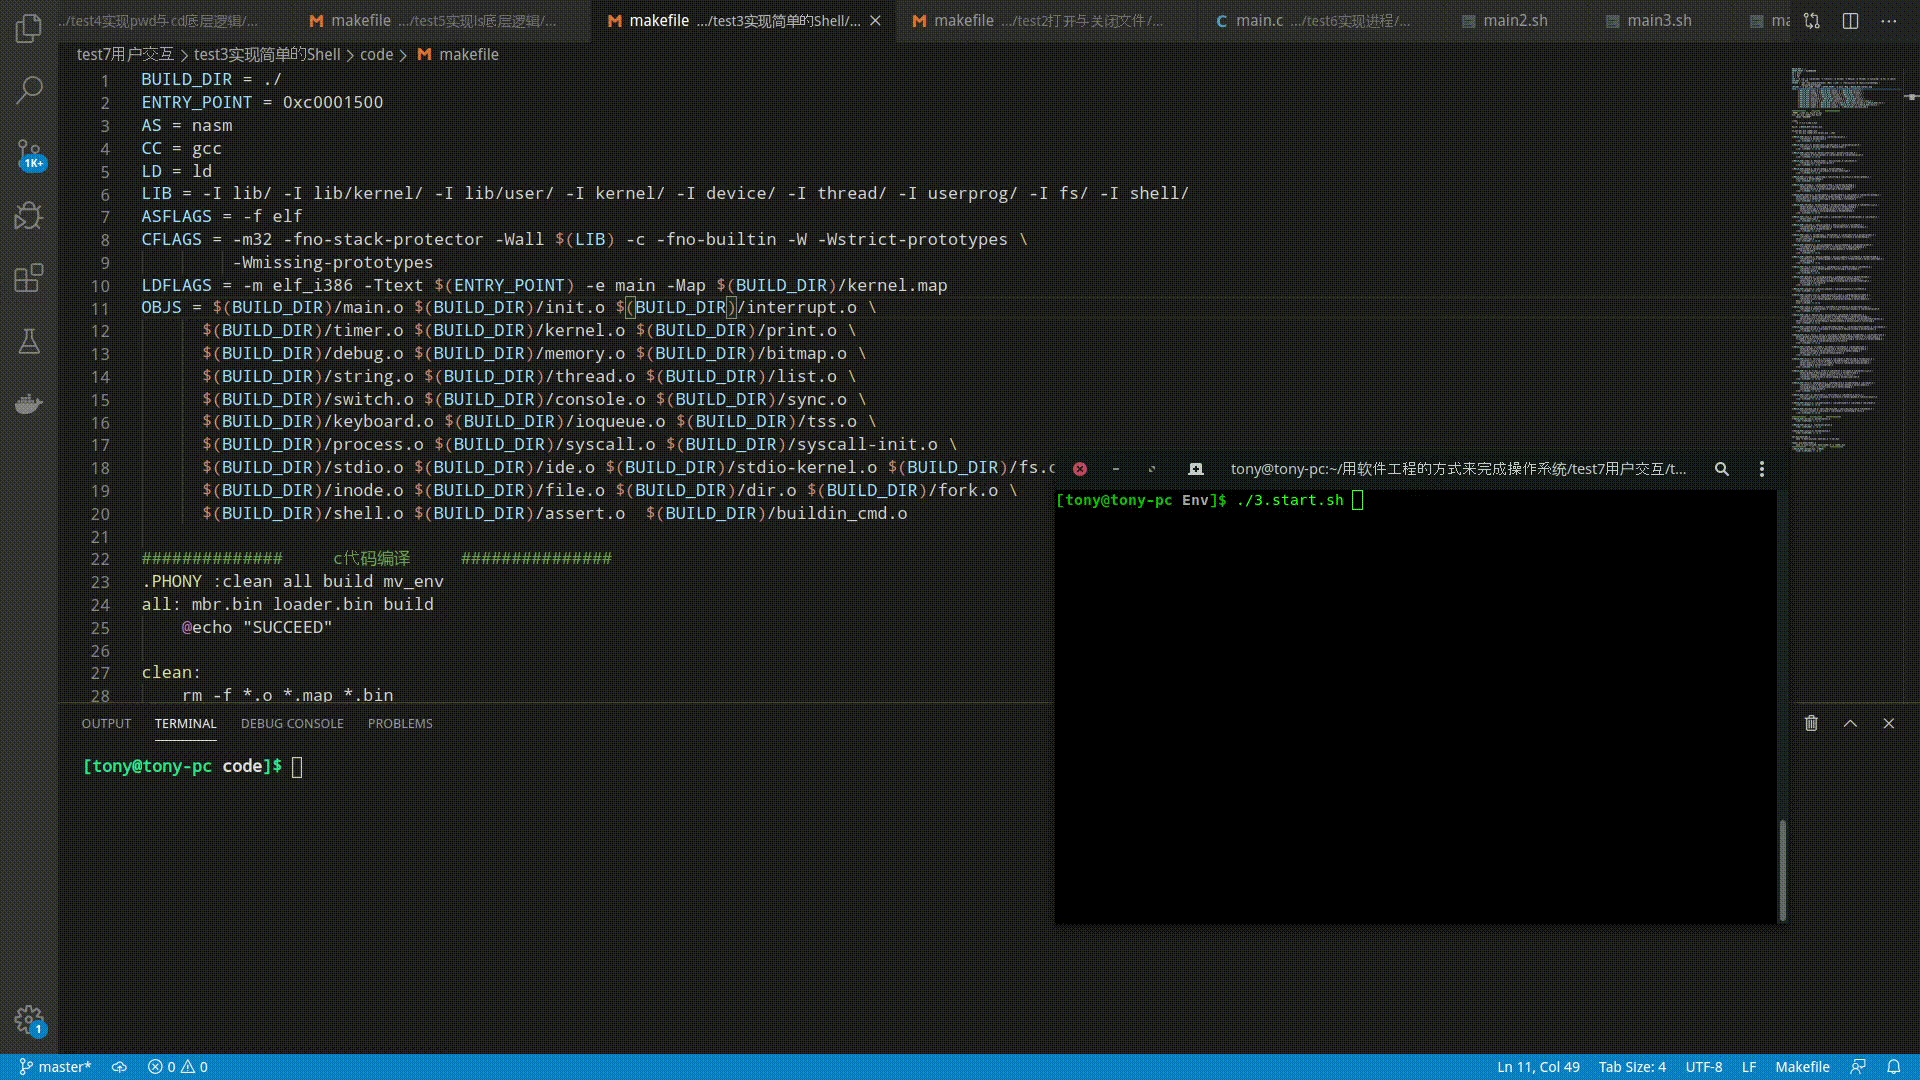 ../test4实现pwd与cd底层逻辑/... makefile .../test5实现ls底层逻辑/... makefile .../test3实现简单的Shell/... makefile .../test2打开与关闭文件/... main.c .../test6实现进程/... main2.sh main3.sh ma
test7用户交互 > test3实现简单的Shell > code > makefile
1 BUILD_DIR = ./
2 ENTRY_POINT = 0xc0001500
3 AS = nasm
4 CC = gcc
5 LD = ld
6 LIB = -I lib/ -I lib/kernel/ -I lib/user/ -I kernel/ -I device/ -I thread/ -I userprog/ -I fs/ -I shell/
7 ASFLAGS = -f elf
8 CFLAGS = -m32 -fno-stack-protector -Wall $(LIB) -c -fno-builtin -W -Wstrict-prototypes \
9 -Wmissing-prototypes
10 LDFLAGS = -m elf_i386 -Ttext $(ENTRY_POINT) -e main -Map $(BUILD_DIR)/kernel.map
11 OBJS = $(BUILD_DIR)/main.o $(BUILD_DIR)/init.o $(BUILD_DIR)/interrupt.o \
12 $(BUILD_DIR)/timer.o $(BUILD_DIR)/kernel.o $(BUILD_DIR)/print.o \
13 $(BUILD_DIR)/debug.o $(BUILD_DIR)/memory.o $(BUILD_DIR)/bitmap.o \
14 $(BUILD_DIR)/string.o $(BUILD_DIR)/thread.o $(BUILD_DIR)/list.o \
15 $(BUILD_DIR)/switch.o $(BUILD_DIR)/console.o $(BUILD_DIR)/sync.o \
16 $(BUILD_DIR)/keyboard.o $(BUILD_DIR)/ioqueue.o $(BUILD_DIR)/tss.o \
17 $(BUILD_DIR)/process.o $(BUILD_DIR)/syscall.o $(BUILD_DIR)/syscall-init.o \
18 $(BUILD_DIR)/stdio.o $(BUILD_DIR)/ide.o $(BUILD_DIR)/stdio-kernel.o $(BUILD_DIR)/fs.o
19 $(BUILD_DIR)/inode.o $(BUILD_DIR)/file.o $(BUILD_DIR)/dir.o $(BUILD_DIR)/fork.o \
20 $(BUILD_DIR)/shell.o $(BUILD_DIR)/assert.o $(BUILD_DIR)/buildin_cmd.o
21
22 ############## c代码编译 ###############
23 .PHONY :clean all build mv_env
24 all: mbr.bin loader.bin build
25 @echo "SUCCEED"
26
27 clean:
28 rm -f *.o *.map *.bin
tony@tony-pc:~/用软件工程的方式来完成操作系统/test7用户交互/t...
[tony@tony-pc Env]$ ./3.start.sh
1K+
1
OUTPUT TERMINAL DEBUG CONSOLE PROBLEMS
[tony@tony-pc code]$
master* 0 0 Ln 11, Col 49 Tab Size: 4 UTF-8 LF Makefile